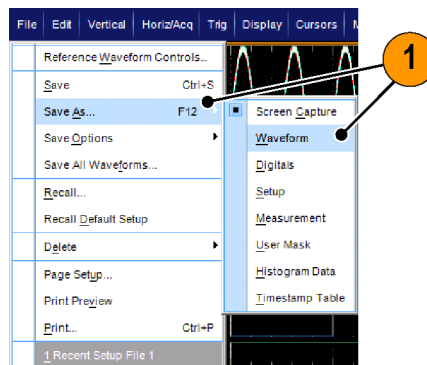 File Edit Vertical Horiz/Acq Trig Display Cursors
Reference Waveform Controls...
Save Ctrl+S
Save As... F12
Save Options
Save All Waveforms...
Recall...
Recall Default Setup
Delete
Page Setup...
Print Preview
Print... Ctrl+P
1 Recent Setup File 1
Screen Capture
Waveform
Digitals
Setup
Measurement
User Mask
Histogram Data
Timestamp Table
1